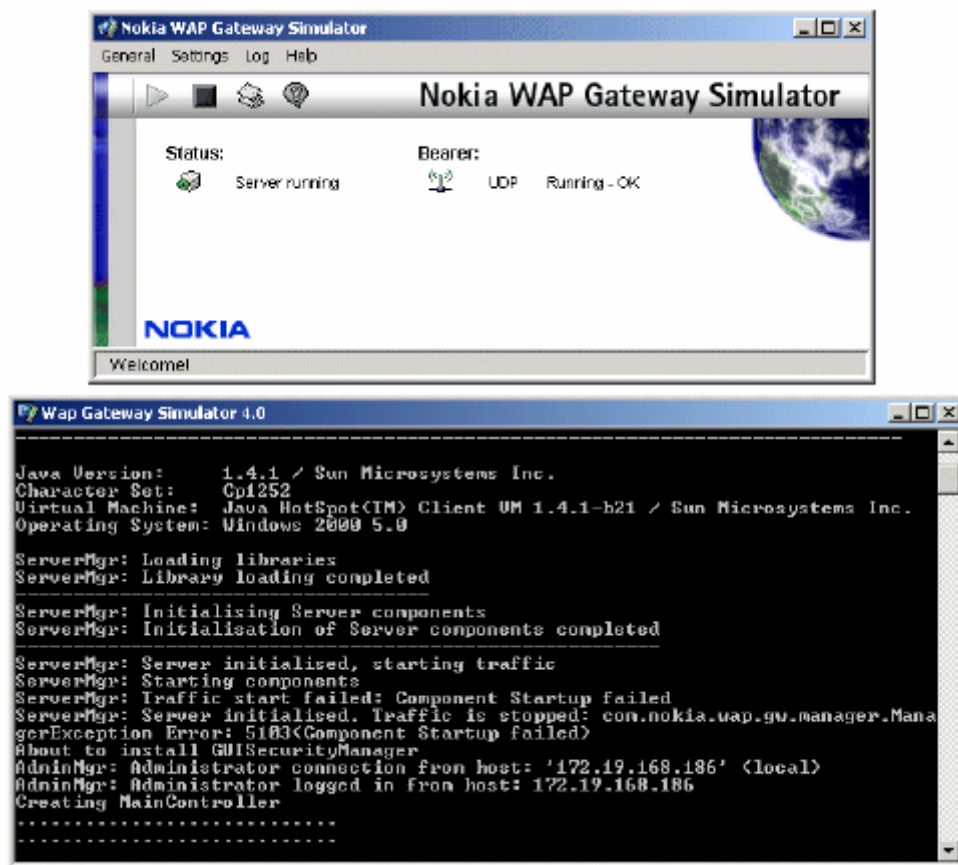 Nokia WAP Gateway Simulator
General Settings Log Help
Nokia WAP Gateway Simulator
Status: Bearer:
Server running UDP Running - OK
NOKIA
Welcome!
Wap Gateway Simulator 4.0
Java Version: 1.4.1 / Sun Microsystems Inc.
Character Set: Cp1252
Virtual Machine: Java HotSpot(TM) Client VM 1.4.1-b21 / Sun Microsystems Inc.
Operating System: Windows 2000 5.0
ServerMgr: Loading libraries
ServerMgr: Library loading completed
ServerMgr: Initialising Server components
ServerMgr: Initialisation of Server components completed
ServerMgr: Server initialised, starting traffic
ServerMgr: Starting components
ServerMgr: Traffic start failed: Component Startup failed
ServerMgr: Server initialised. Traffic is stopped: com.nokia.wap.gw.manager.Mana
gerException Error: 5103(Component Startup failed)
About to install GUISecurityManager
AdminMgr: Administrator connection from host: '172.19.168.186' (local)
AdminMgr: Administrator logged in from host: 172.19.168.186
Creating MainController
............................
............................